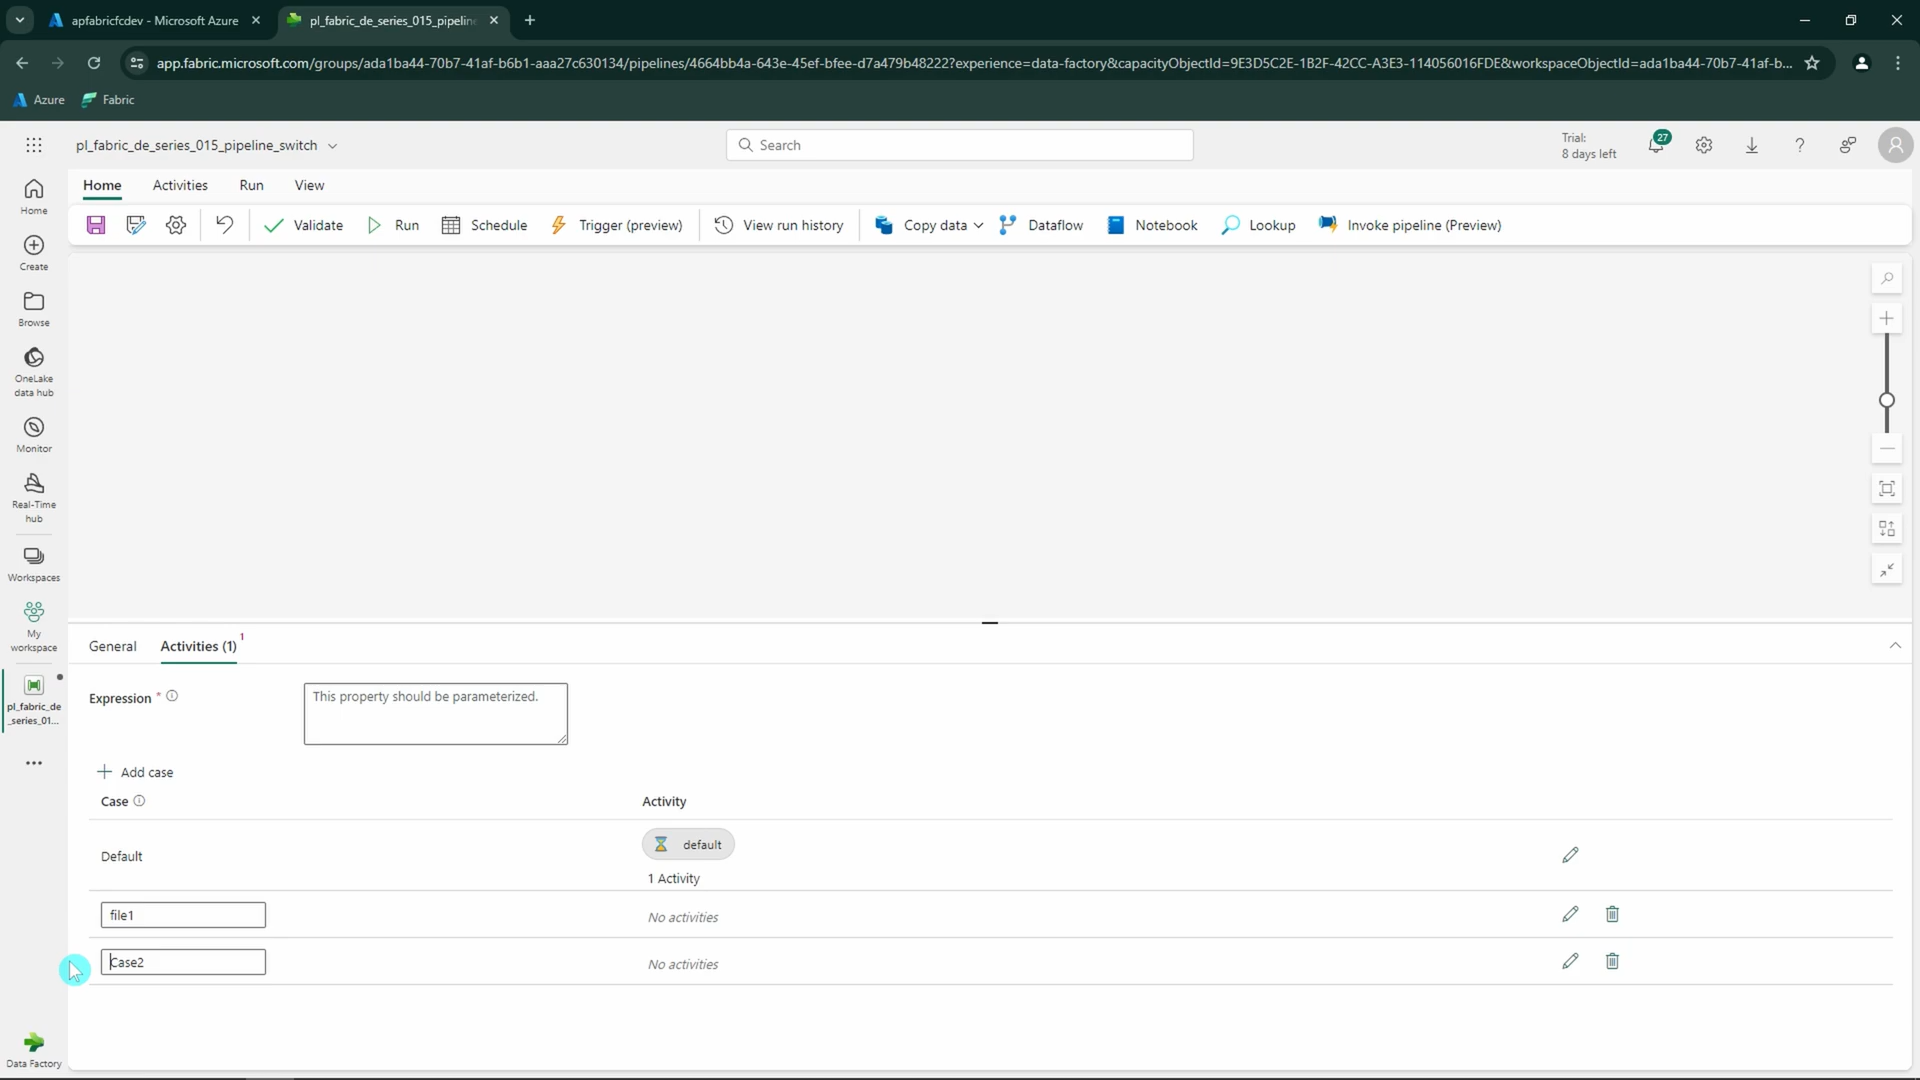 apfabricfcdev - Microsoft Azure
pl_fabric_de_series_015_pipelin
app.fabric.microsoft.com/groups/ada1ba44-70b7-41af-b6b1-aaa27c630134/pipelines/4664bb4a-643e-45ef-bfee-d7a479b48222?experience=data-factory&capacityObjectId=9E3D5C2E-1B2F-42CC-A3E3-114056016FDE&workspaceObjectId=ada1ba44-70b7-41af-b...
Azure
Fabric
pl_fabric_de_series_015_pipeline_switch
Search
Trial:
8 days left
27
Home
Activities
Run
View
Validate
Run
Schedule
Trigger (preview)
View run history
Copy data
Dataflow
Notebook
Lookup
Invoke pipeline (Preview)
Home
Create
Browse
OneLake
data hub
Monitor
Real-Time
hub
Workspaces
My
workspace
pl_fabric_de
_series_01...
Data Factory
General
Activities (1)
1
Expression *
This property should be parameterized.
Add case
Case
Activity
Default
default
1 Activity
file1
No activities
Case2
No activities